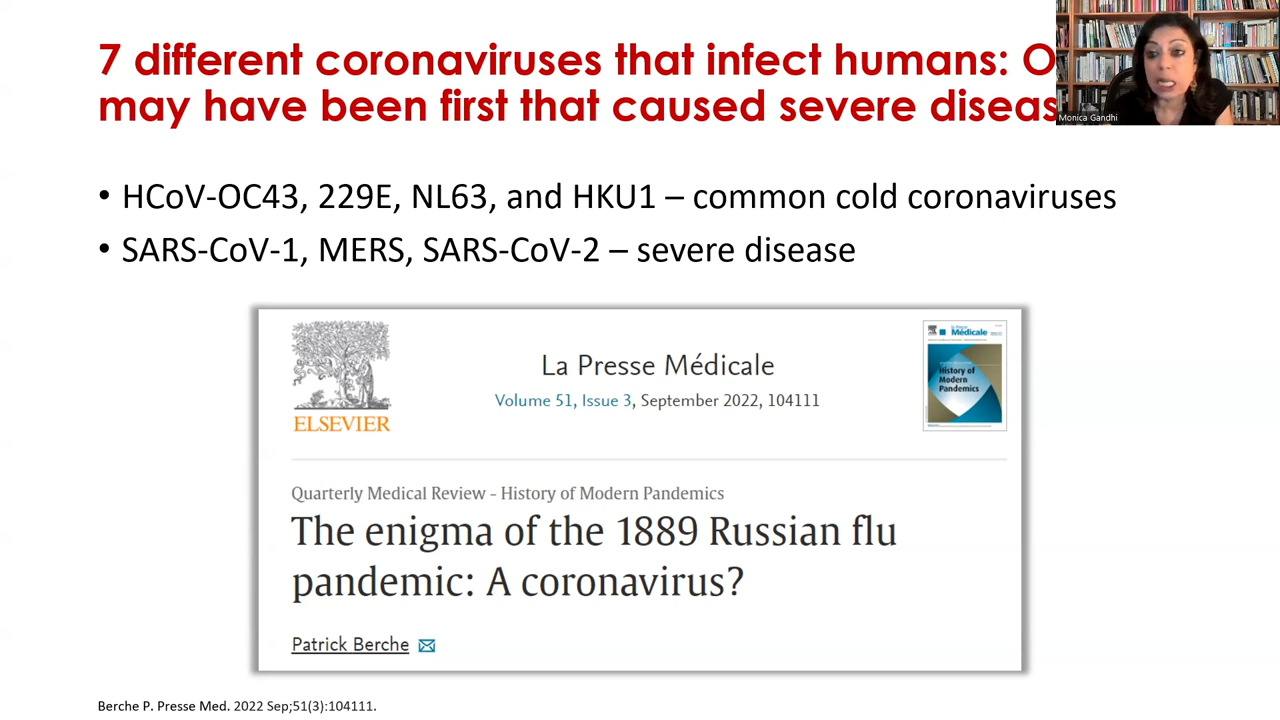 7 different coronaviruses that infect humans: O
may have been first that caused severe diseas
Monica Gandhi
• HCoV-OC43, 229E, NL63, and HKU1 – common cold coronaviruses
• SARS-CoV-1, MERS, SARS-CoV-2 – severe disease
ELSEVIER
La Presse Médicale
Volume 51, Issue 3, September 2022, 104111
La Presse
Médicale
History of
Modern
Pandemics
Quarterly Medical Review – History of Modern Pandemics
The enigma of the 1889 Russian flu
pandemic: A coronavirus?
Patrick Berche
Berche P. Presse Med. 2022 Sep;51(3):104111.